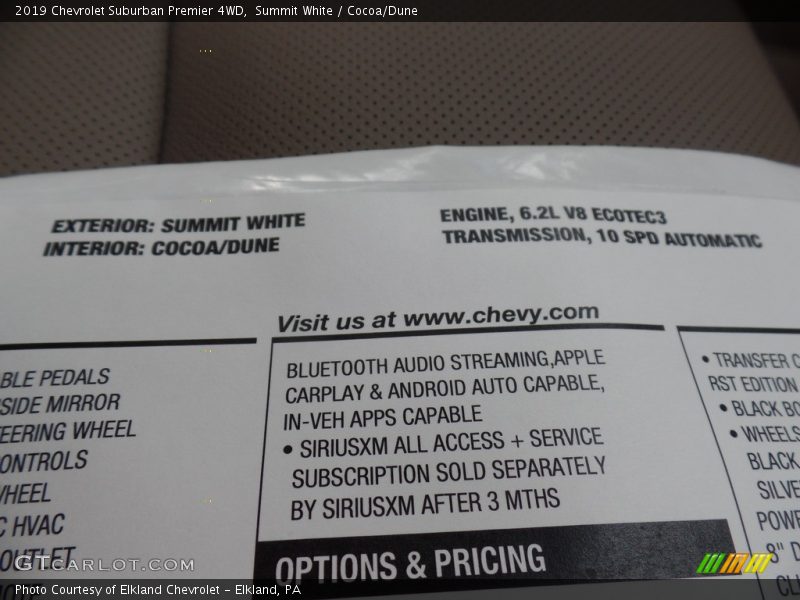 2019 Chevrolet Suburban Premier 4WD, Summit White / Cocoa/Dune
EXTERIOR: SUMMIT WHITE
INTERIOR: COCOA/DUNE
ENGINE, 6.2L V8 ECOTEC3
TRANSMISSION, 10 SPD AUTOMATIC
Visit us at www.chevy.com
BLE PEDALS
SIDE MIRROR
EERING WHEEL
ONTROLS
WHEEL
C HVAC
OUTLET
BLUETOOTH AUDIO STREAMING,APPLE
CARPLAY & ANDROID AUTO CAPABLE,
IN-VEH APPS CAPABLE
• SIRIUSXM ALL ACCESS + SERVICE
SUBSCRIPTION SOLD SEPARATELY
BY SIRIUSXM AFTER 3 MTHS
OPTIONS & PRICING
• TRANSFER C
RST EDITION
• BLACK BO
• WHEELS
BLACK
SILVE
POWE
8" D
GTCARLOT.com
Photo Courtesy of Elkland Chevrolet – Elkland, PA